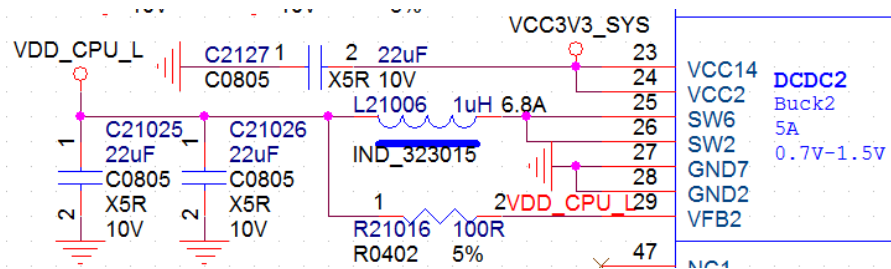 VCC3V3_SYS
VDD_CPU_L
C2127 1 2 22uF
C0805 X5R 10V
23 VCC14
24 VCC2
25 SW6
26 SW2
27 GND7
28 GND2
29 VFB2
DCDC2
Buck2
5A
0.7V-1.5V
L21006 1uH 6.8A
IND_323015
1 C21025
22uF
C0805
X5R
2 10V
1 C21026
22uF
C0805
X5R
2 10V
VDD_CPU_L
1 2
R21016 100R
R0402 5%
47